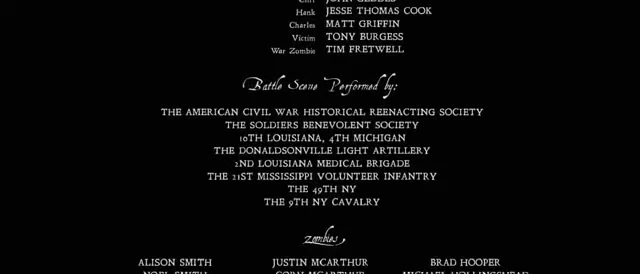 Hank JESSE THOMAS COOK
Charles MATT GRIFFIN
Victim TONY BURGESS
War Zombie TIM FRETWELL
Battle Scene Performed by:
THE AMERICAN CIVIL WAR HISTORICAL REENACTING SOCIETY
THE SOLDIERS BENEVOLENT SOCIETY
10TH LOUISIANA, 4TH MICHIGAN
THE DONALDSONVILLE LIGHT ARTILLERY
2ND LOUISIANA MEDICAL BRIGADE
THE 21ST MISSISSIPPI VOLUNTEER INFANTRY
THE 49TH NY
THE 9TH NY CAVALRY
zombies
ALISON SMITH JUSTIN MCARTHUR BRAD HOOPER